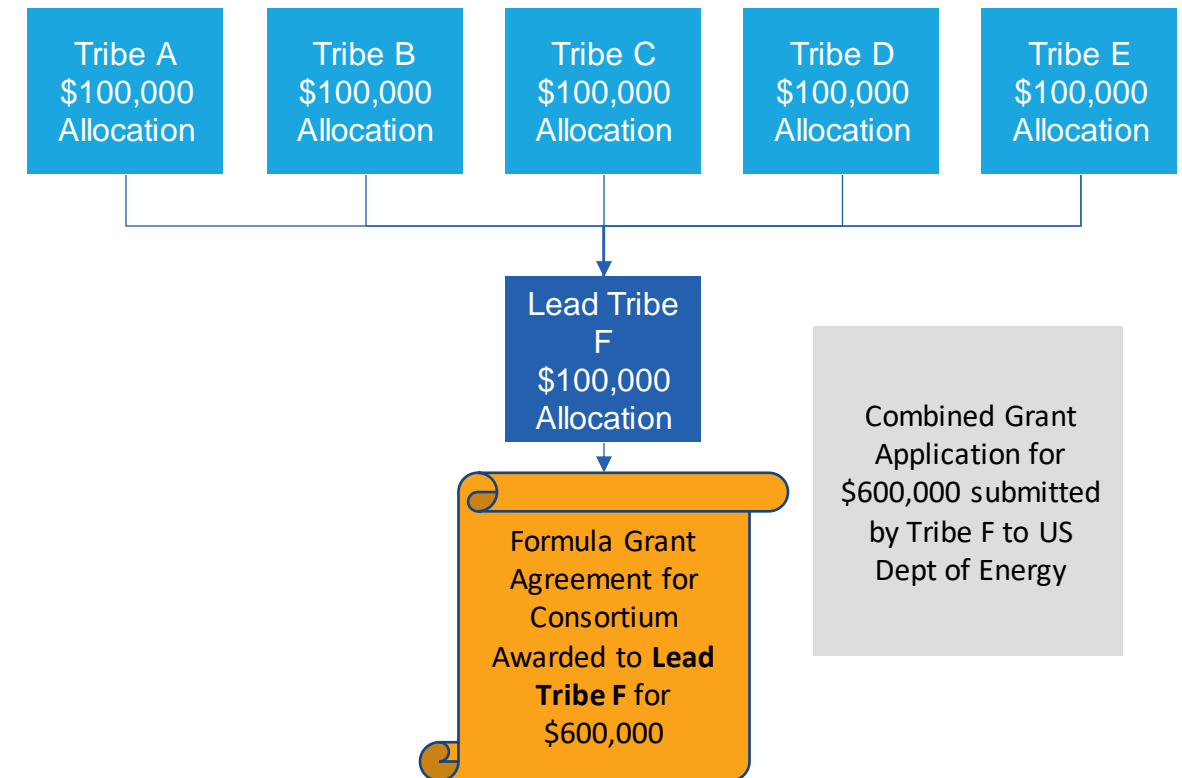 Tribe A
$100,000
Allocation
Tribe B
$100,000
Allocation
Tribe C
$100,000
Allocation
Tribe D
$100,000
Allocation
Tribe E
$100,000
Allocation
Lead Tribe
F
$100,000
Allocation
Formula Grant
Agreement for
Consortium
Awarded to Lead
Tribe F for
$600,000
Combined Grant
Application for
$600,000 submitted
by Tribe F to US
Dept of Energy